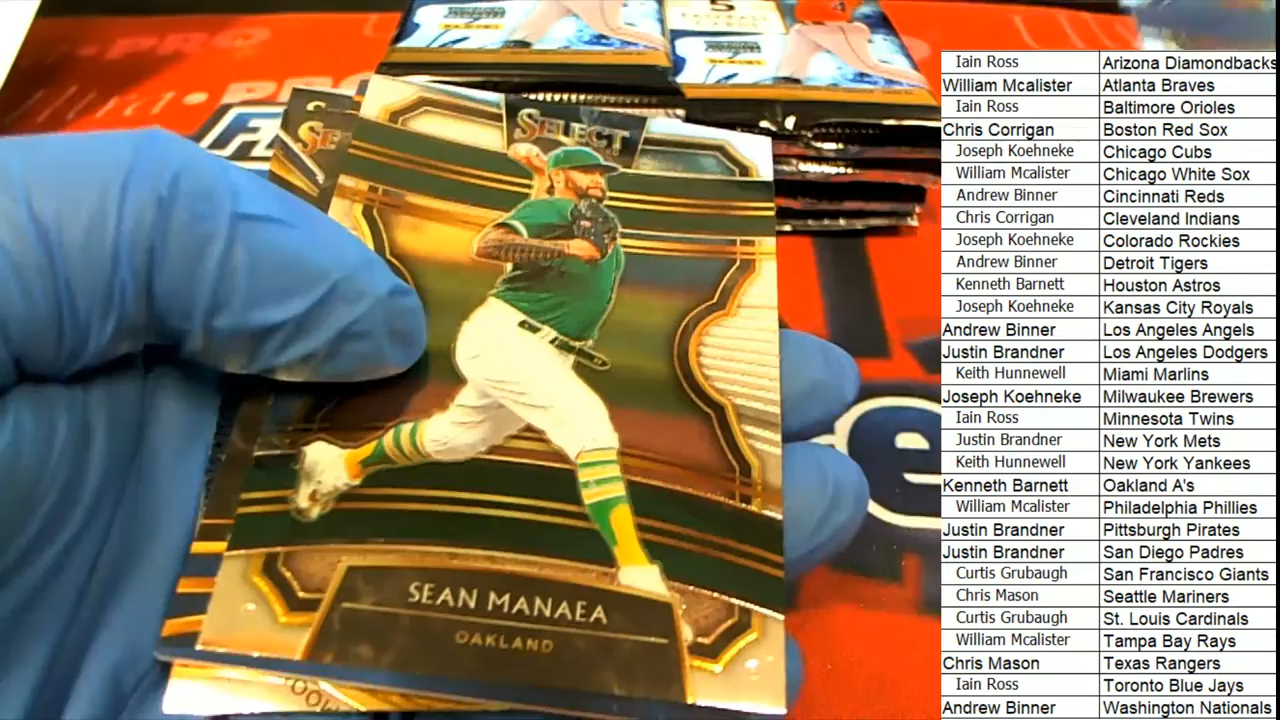 5
BASEBALL
4
SELECT
SE
SEAN MANAEA
OAKLAND
Iain Ross Arizona Diamondbacks
William Mcalister Atlanta Braves
Iain Ross Baltimore Orioles
Chris Corrigan Boston Red Sox
Joseph Koehneke Chicago Cubs
William Mcalister Chicago White Sox
Andrew Binner Cincinnati Reds
Chris Corrigan Cleveland Indians
Joseph Koehneke Colorado Rockies
Andrew Binner Detroit Tigers
Kenneth Barnett Houston Astros
Joseph Koehneke Kansas City Royals
Andrew Binner Los Angeles Angels
Justin Brandner Los Angeles Dodgers
Keith Hunnewell Miami Marlins
Joseph Koehneke Milwaukee Brewers
Iain Ross Minnesota Twins
Justin Brandner New York Mets
Keith Hunnewell New York Yankees
Kenneth Barnett Oakland A's
William Mcalister Philadelphia Phillies
Justin Brandner Pittsburgh Pirates
Justin Brandner San Diego Padres
Curtis Grubaugh San Francisco Giants
Chris Mason Seattle Mariners
Curtis Grubaugh St. Louis Cardinals
William Mcalister Tampa Bay Rays
Chris Mason Texas Rangers
Iain Ross Toronto Blue Jays
Andrew Binner Washington Nationals